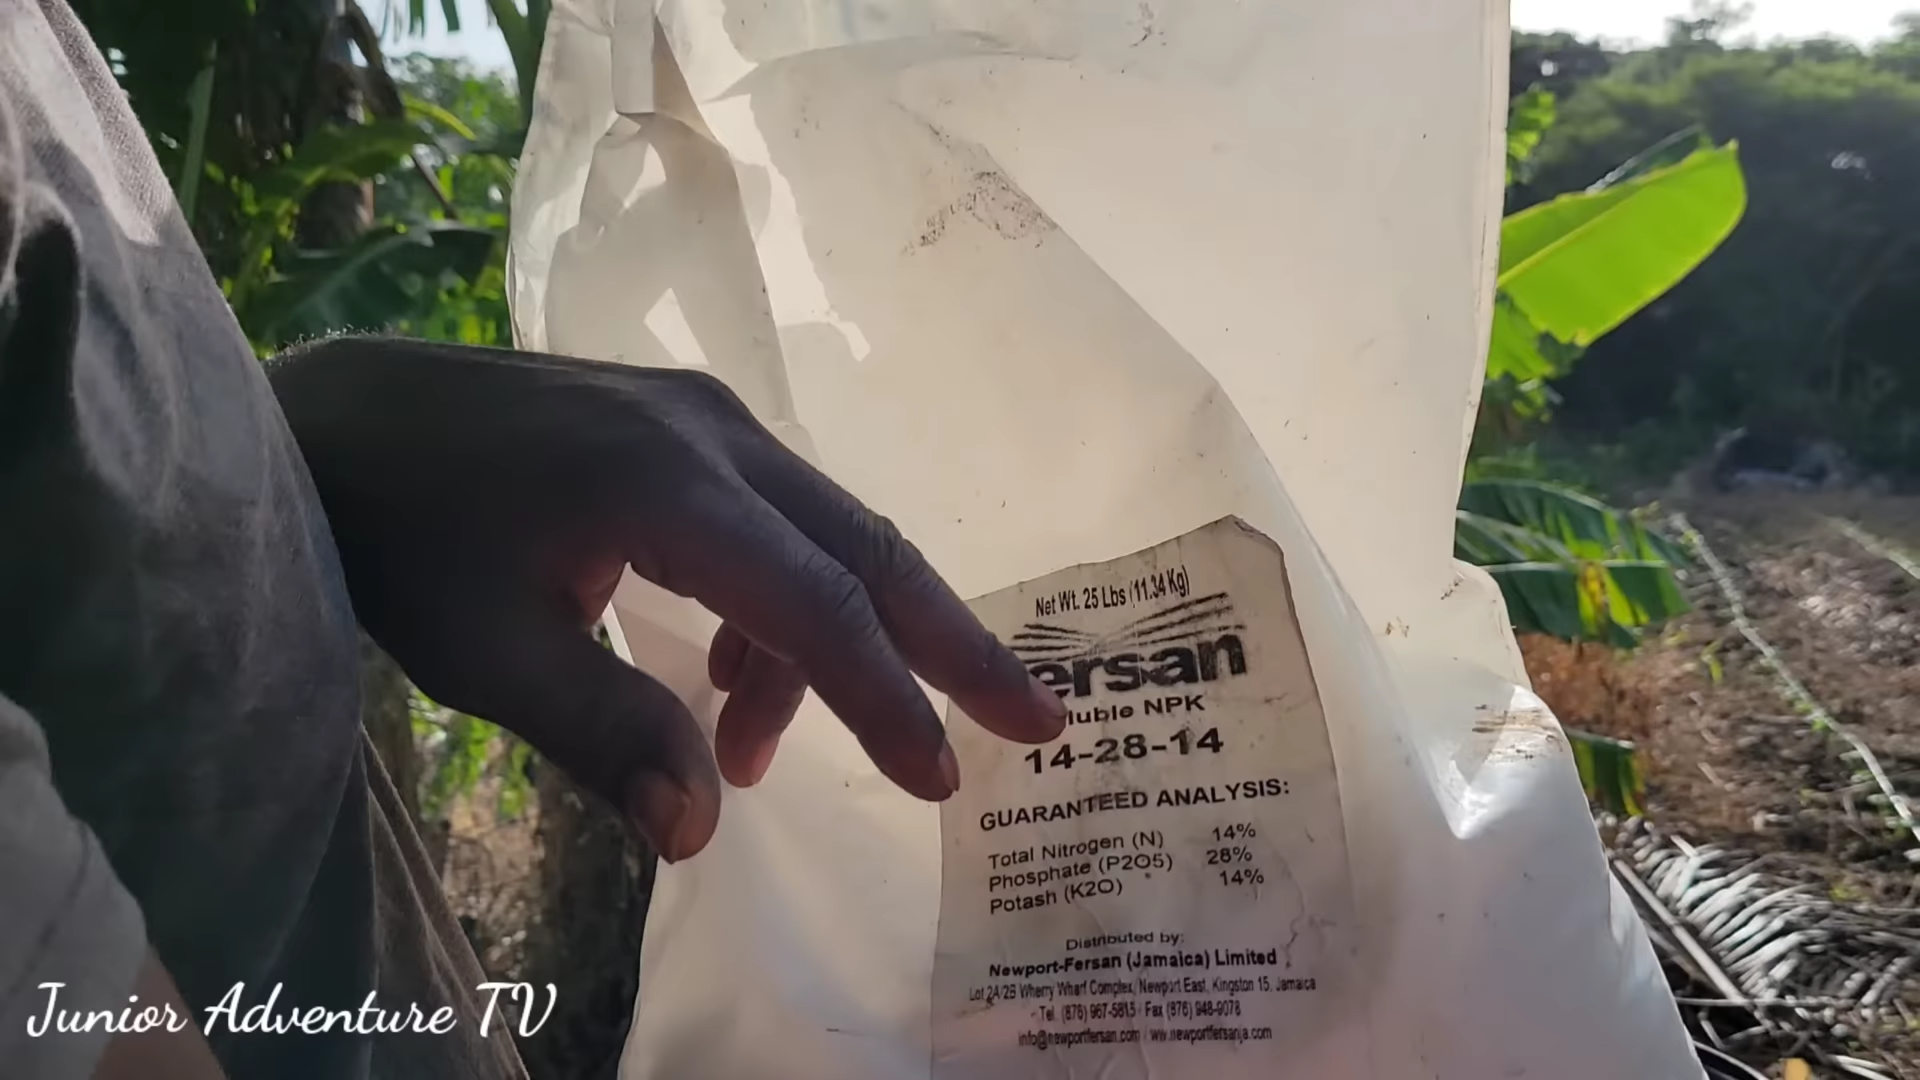 Net Wt. 25 Lbs (11.34 Kg)
ersan
luble NPK
14-28-14
GUARANTEED ANALYSIS:
Total Nitrogen (N) 14%
Phosphate (P2O5) 28%
Potash (K2O) 14%
Distributed by:
Newport-Fersan (Jamaica) Limited
Lot 2A/2B Wherry Wharf Complex, Newport East, Kingston 15, Jamaica
Tel. (876) 967-5815 / Fax (876) 948-9078
info@newportfersan.com / ww.newportfersanja.com
Junior Adventure TV